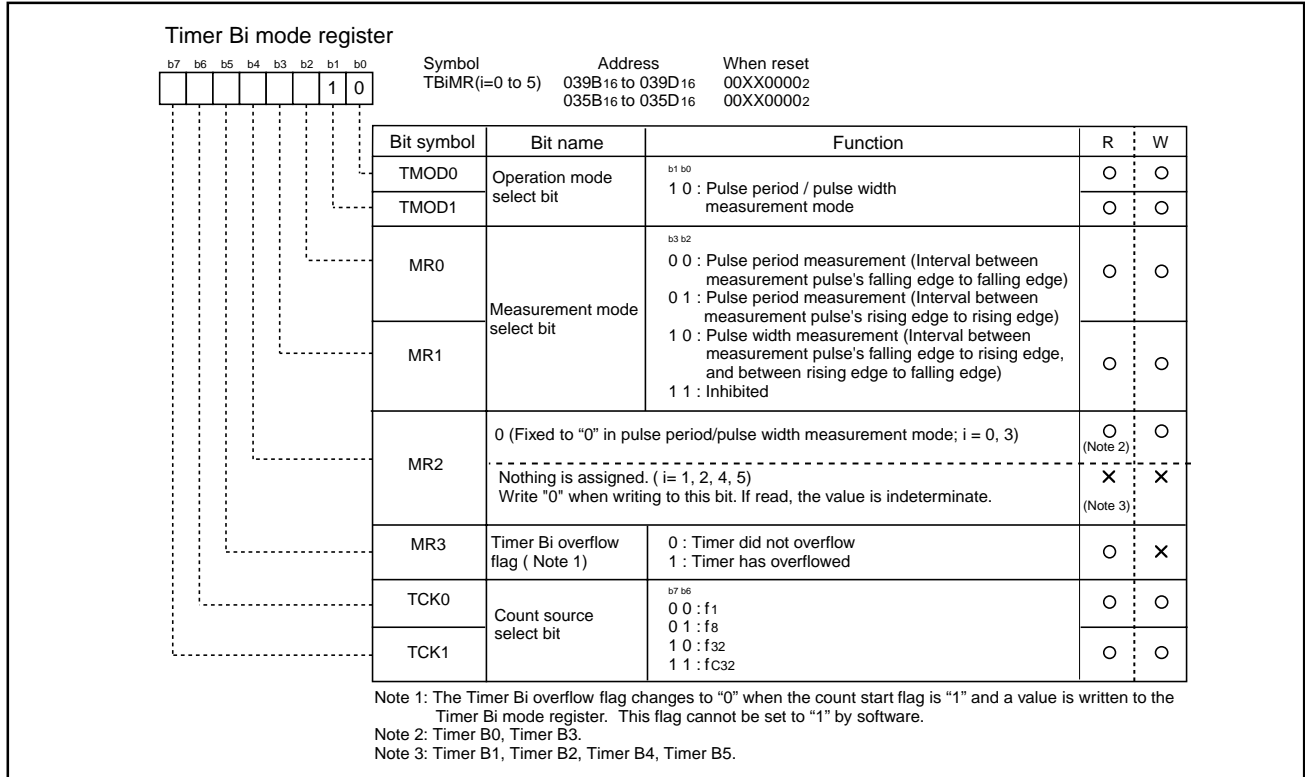 Timer Bi mode register
b7 b6 b5 b4 b3 b2 b1 b0
1 0
Symbol Address When reset
TBiMR(i=0 to 5) 039B16 to 039D16 00XX00002
035B16 to 035D16 00XX00002
Bit symbol Bit name Function R W
TMOD0 Operation mode select bit
b1 b0
1 0 : Pulse period / pulse width
measurement mode
TMOD1
MR0
Measurement mode
select bit
b3 b2
0 0 : Pulse period measurement (Interval between
measurement pulse's falling edge to falling edge)
0 1 : Pulse period measurement (Interval between
measurement pulse's rising edge to rising edge)
1 0 : Pulse width measurement (Interval between
measurement pulse's falling edge to rising edge,
and between rising edge to falling edge)
1 1 : Inhibited
MR1
MR2
0 (Fixed to “0” in pulse period/pulse width measurement mode; i = 0, 3)
(Note 2)
Nothing is assigned. ( i= 1, 2, 4, 5)
Write "0" when writing to this bit. If read, the value is indeterminate.
(Note 3)
MR3
Timer Bi overflow
flag ( Note 1)
0 : Timer did not overflow
1 : Timer has overflowed
TCK0
Count source
select bit
b7 b6
0 0 : f1
0 1 : f8
1 0 : f32
1 1 : fC32
TCK1
Note 1: The Timer Bi overflow flag changes to “0” when the count start flag is “1” and a value is written to the
Timer Bi mode register. This flag cannot be set to “1” by software.
Note 2: Timer B0, Timer B3.
Note 3: Timer B1, Timer B2, Timer B4, Timer B5.